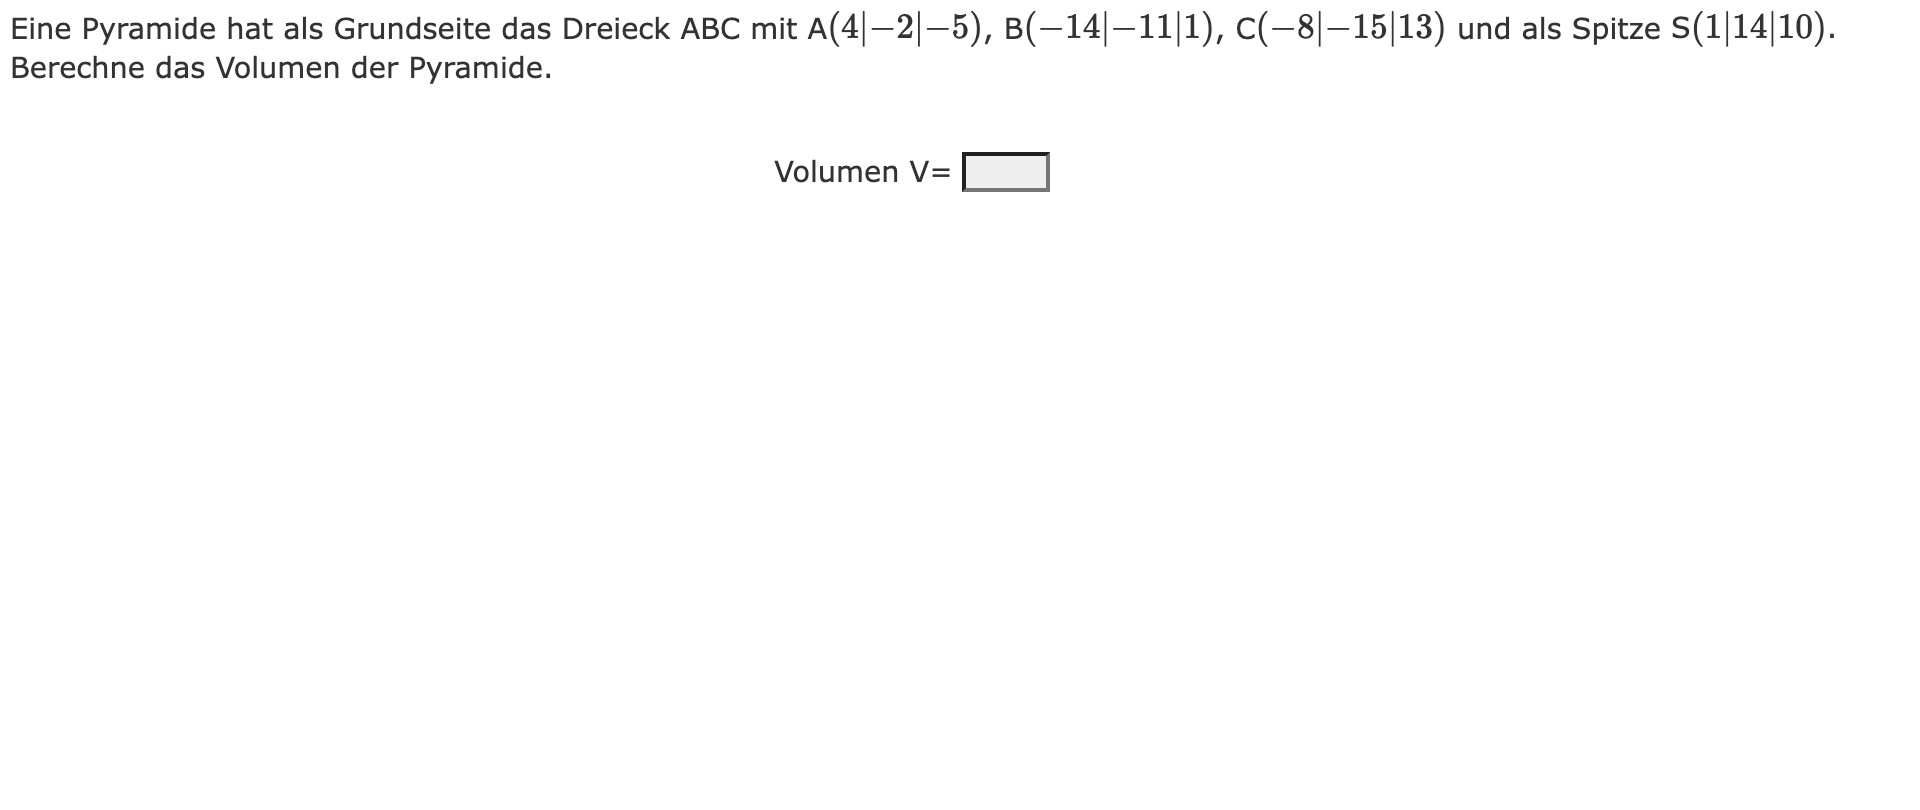 Eine Pyramide hat als Grundseite das Dreieck ABC mit A(4|−2|−5), B(−14|−11|1), C(−8|−15|13) und als Spitze S(1|14|10).
Berechne das Volumen der Pyramide.
Volumen V=